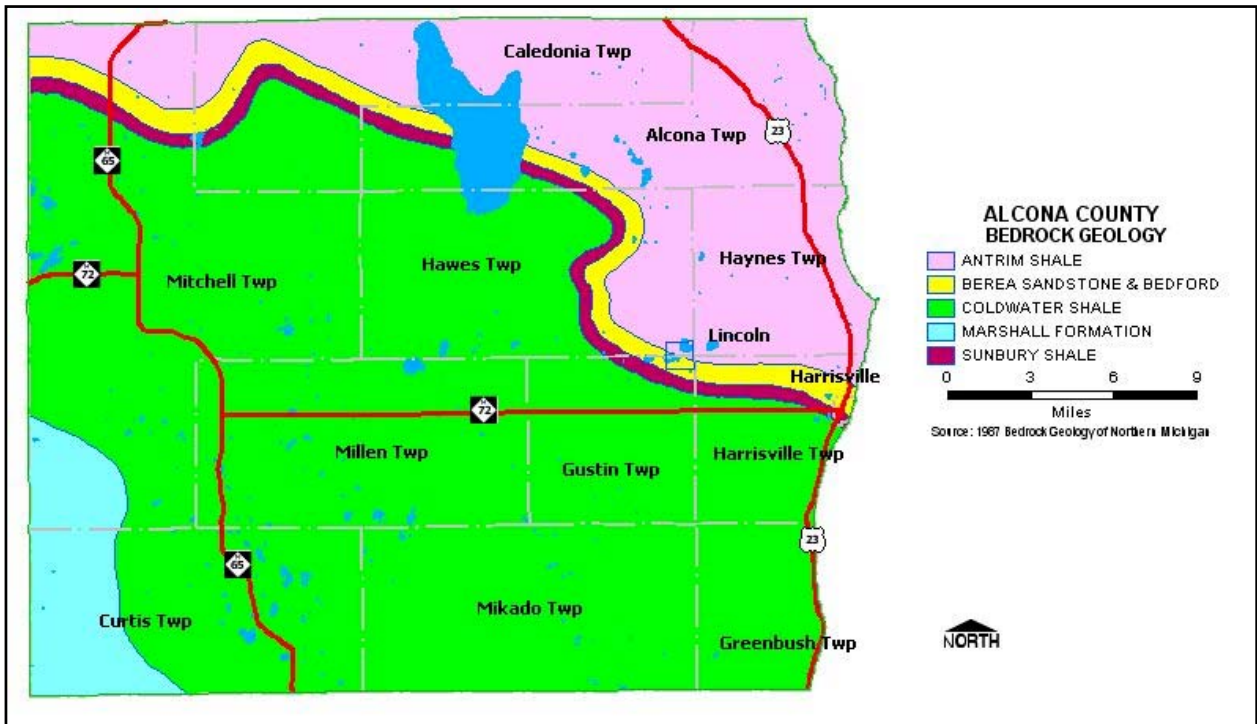 Caledonia Twp
Alcona Twp
23
M
65
ALCONA COUNTY
BEDROCK GEOLOGY
ANTRIM SHALE
BEREA SANDSTONE & BEDFORD
COLDWATER SHALE
MARSHALL FORMATION
SUNBURY SHALE
0 3 6 9
Miles
Source: 1987 Bedrock Geology of Northern Michigan
M
72
Mitchell Twp
Hawes Twp
Haynes Twp
Lincoln
Harrisville
M
72
Millen Twp
Gustin Twp
Harrisville Twp
23
M
65
Curtis Twp
Mikado Twp
Greenbush Twp
NORTH